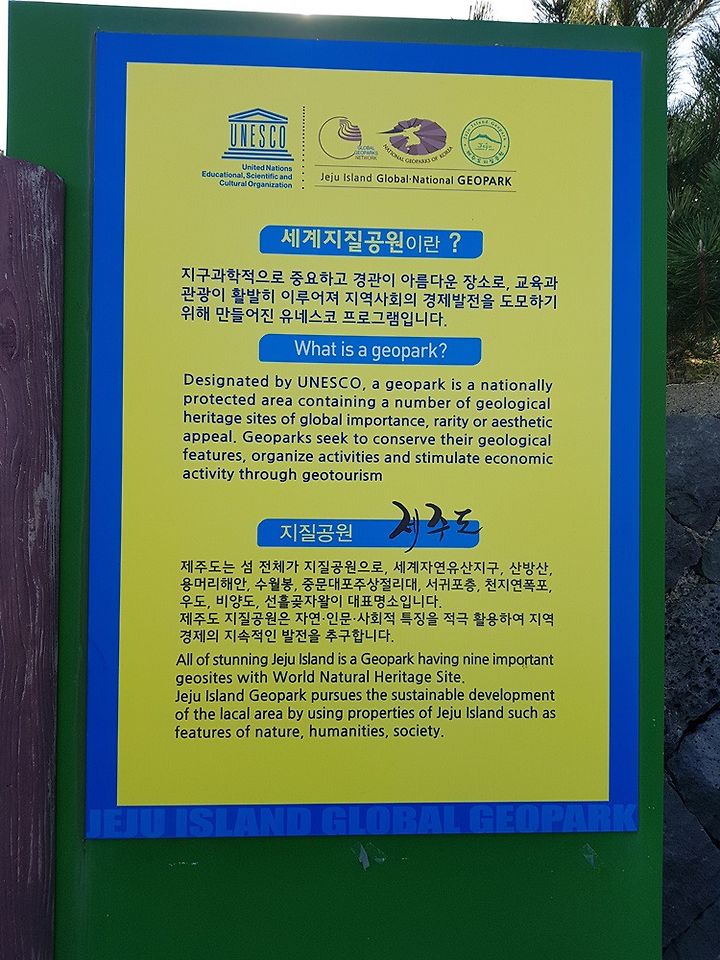 UNESCO
United Nations
Educational, Scientific and
Cultural Organization
GLOBAL
GEOPARKS
NETWORK
NATIONAL GEOPARKS OF KOREA
Jeju Island Geopark
Jeju
Jeju Island Global·National GEOPARK
세계지질공원이란 ?
지구과학적으로 중요하고 경관이 아름다운 장소로, 교육과
관광이 활발히 이루어져 지역사회의 경제발전을 도모하기
위해 만들어진 유네스코 프로그램입니다.
What is a geopark?
Designated by UNESCO, a geopark is a nationally
protected area containing a number of geological
heritage sites of global importance, rarity or aesthetic
appeal. Geoparks seek to conserve their geological
features, organize activities and stimulate economic
activity through geotourism
지질공원 제주도
제주도는 섬 전체가 지질공원으로, 세계자연유산지구, 산방산,
용머리해안, 수월봉, 중문대포주상절리대, 서귀포층, 천지연폭포,
우도, 비양도, 선흘곶자왈이 대표명소입니다.
제주도 지질공원은 자연·인문·사회적 특징을 적극 활용하여 지역
경제의 지속적인 발전을 추구합니다.
All of stunning Jeju Island is a Geopark having nine important
geosites with World Natural Heritage Site.
Jeju Island Geopark pursues the sustainable development
of the lacal area by using properties of Jeju Island such as
features of nature, humanities, society.
JEJU ISLAND GLOBAL GEOPARK